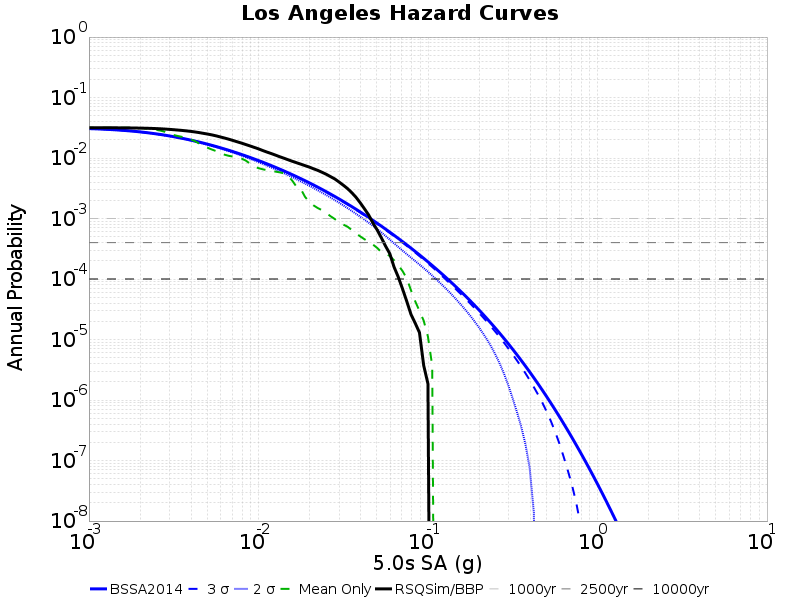 Los Angeles Hazard Curves
10^0
10^-1
10^-2
10^-3
10^-4
10^-5
10^-6
10^-7
10^-8
Annual Probability
10^-3 10^-2 10^-1 10^0 10^1
5.0s SA (g)
BSSA2014 3 σ 2 σ Mean Only RSQSim/BBP 1000yr 2500yr 10000yr